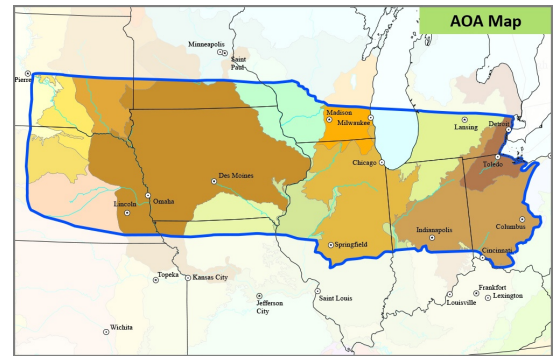 AOA Map
Minneapolis
Saint
Paul
Pierre
Madison
Milwaukee
Lansing
Detroit
Chicago
Toledo
Des Moines
Omaha
Lincoln
Columbus
Indianapolis
Springfield
Cincinnati
Topeka
Kansas City
Frankfort
Lexington
Louisville
Saint Louis
Jefferson
City
Wichita